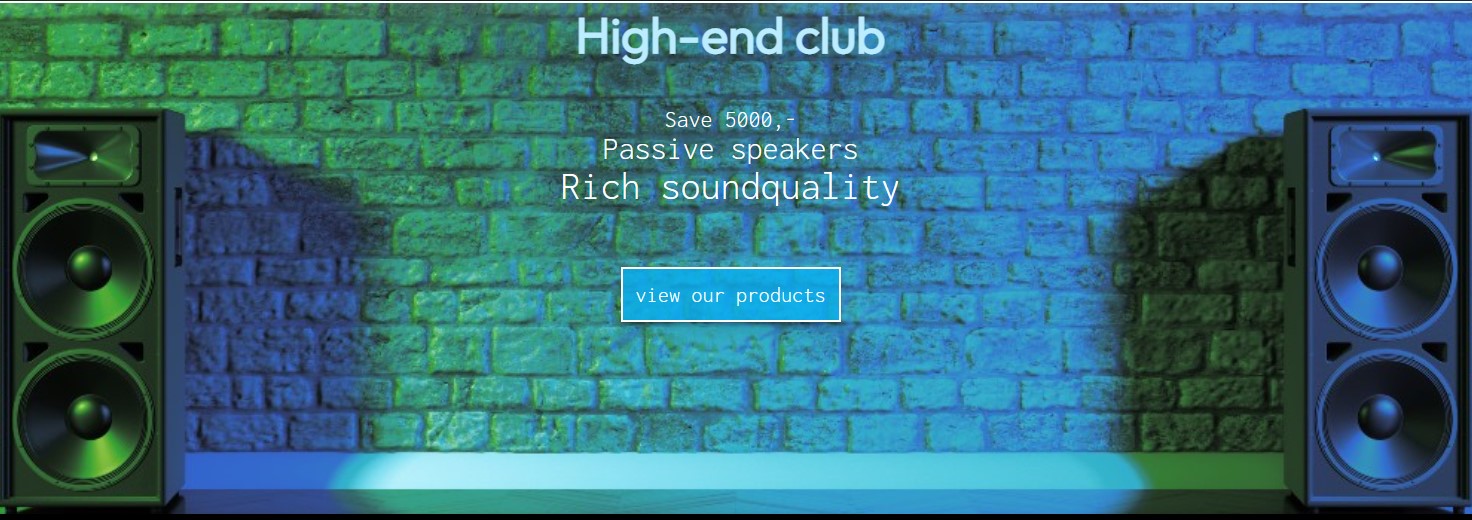 High-end club
Save 5000,-
Passive speakers
Rich soundquality
view our products